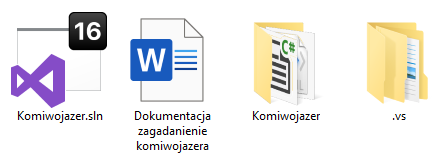 16
W
C#
Komiwojazer.sln
Dokumentacja
zagadanienie
komiwojazera
Komiwojazer
.vs